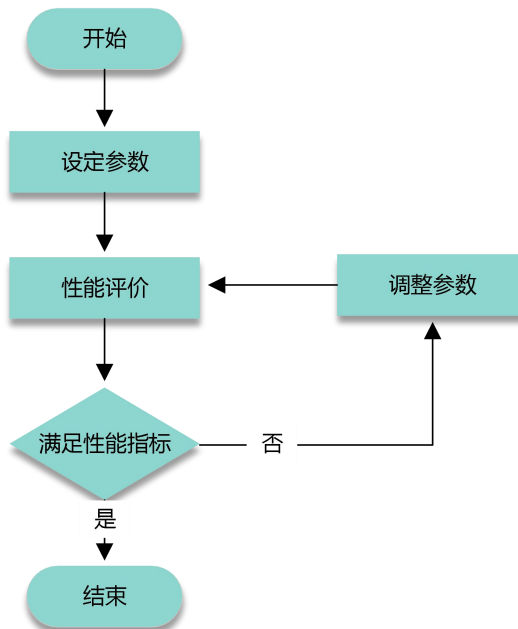 开始
设定参数
性能评价
调整参数
满足性能指标
否
是
结束